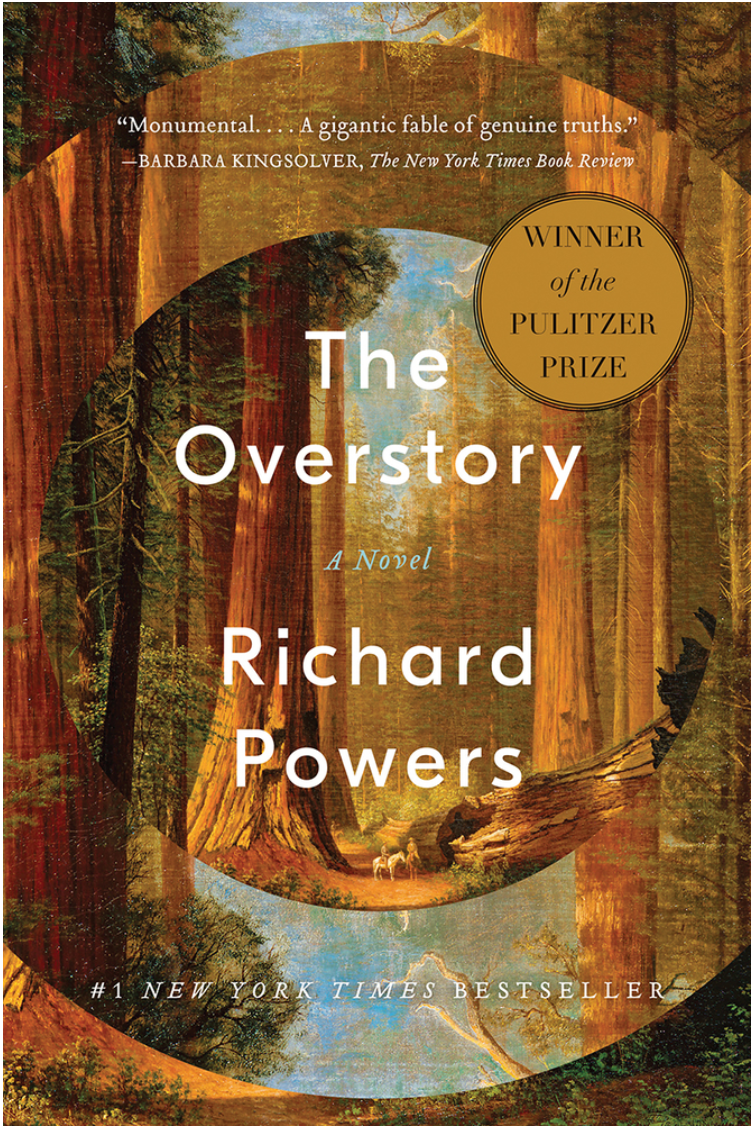 “Monumental. . . . A gigantic fable of genuine truths.”
—BARBARA KINGSOLVER, The New York Times Book Review
WINNER
of the
PULITZER
PRIZE
The
Overstory
A Novel
Richard
Powers
#1 NEW YORK TIMES BESTSELLER